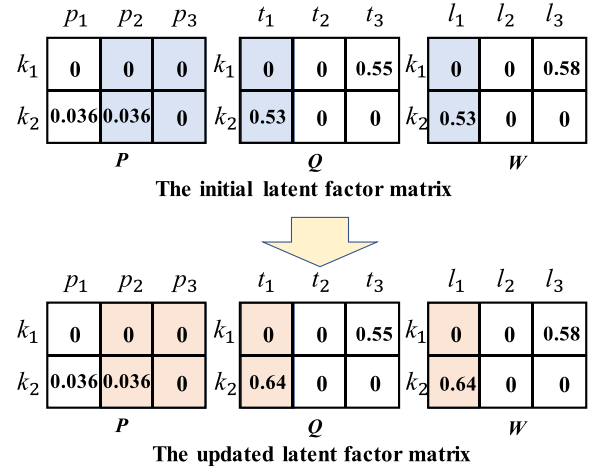 p₁ p₂ p₃ t₁ t₂ t₃ l₁ l₂ l₃
k₁ 0 0 0 k₁ 0 0 0.55 k₁ 0 0 0.58
k₂ 0.036 0.036 0 k₂ 0.53 0 0 k₂ 0.53 0 0
P Q W
The initial latent factor matrix
p₁ p₂ p₃ t₁ t₂ t₃ l₁ l₂ l₃
k₁ 0 0 0 k₁ 0 0 0.55 k₁ 0 0 0.58
k₂ 0.036 0.036 0 k₂ 0.64 0 0 k₂ 0.64 0 0
P Q W
The updated latent factor matrix